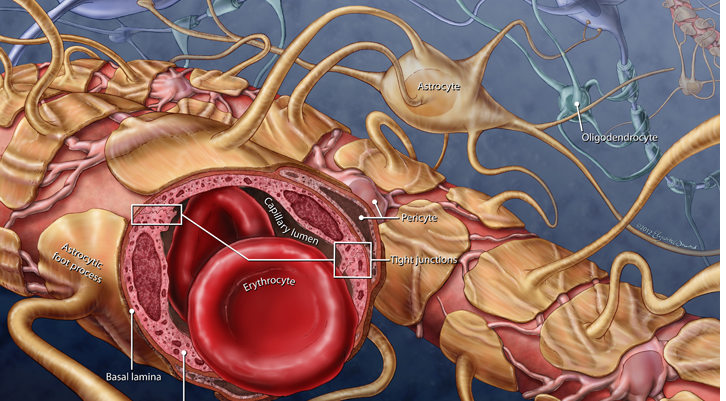 Astrocyte
Oligodendrocyte
Capillary lumen
Pericyte
Astrocytic
foot process
Tight junctions
Erythrocyte
Basal lamina